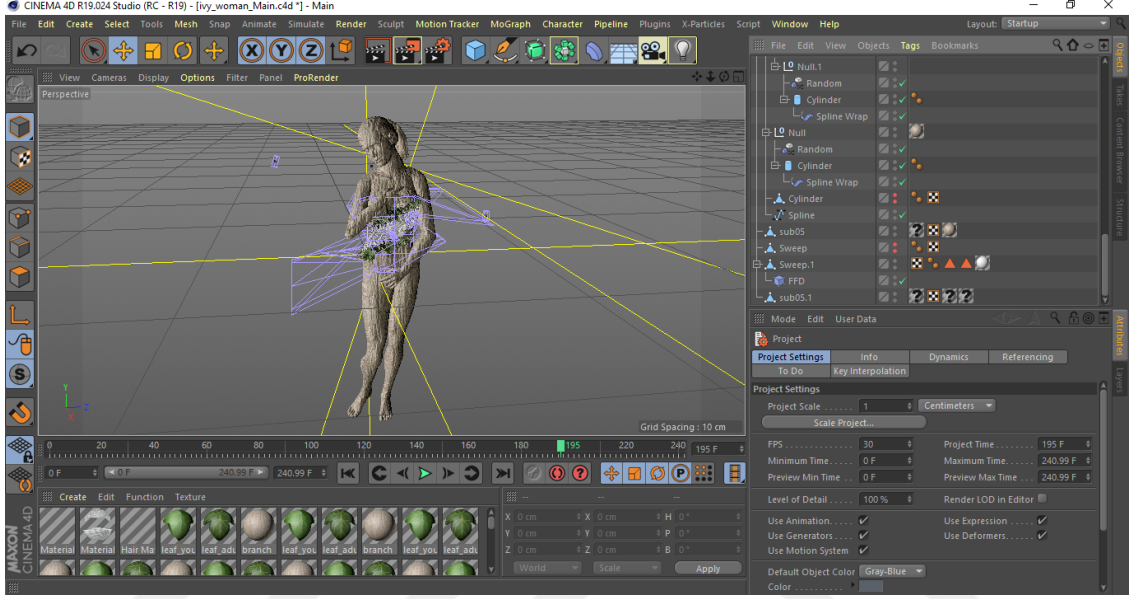 CINEMA 4D R19.024 Studio (RC - R19) - [ivy_woman_Main.c4d *] - Main
File Edit Create Select Tools Mesh Snap Animate Simulate Render Sculpt Motion Tracker MoGraph Character Pipeline Plugins X-Particles Script Window Help Layout: Startup
File Edit View Objects Tags Bookmarks
View Cameras Display Options Filter Panel ProRender
Perspective
Null.1
Random
Cylinder
Spline Wrap
Null
Random
Cylinder
Spline Wrap
Cylinder
Spline
sub05
Sweep
Sweep.1
FFD
sub05.1
Objects
Takes
Content Browser
Structure
Mode Edit User Data
Project
Project Settings Info Dynamics Referencing
To Do Key Interpolation
Project Settings
Project Scale 1 Centimeters
Scale Project...
FPS 30 Project Time 195 F
Minimum Time 0 F Maximum Time 240.99 F
Preview Min Time 0 F Preview Max Time 240.99 F
Level of Detail 100 % Render LOD in Editor
Use Animation Use Expression
Use Generators Use Deformers
Use Motion System
Default Object Color Gray-Blue
Color
Attributes
Layers
Y
Z
X
Grid Spacing : 10 cm
0 20 40 60 80 100 120 140 160 180 195 220 240 195 F
0 F 0 F 240.99 F 240.99 F
Create Edit Function Texture
Material Material Hair Ma leaf_you leaf_adu branch leaf_you leaf_adu branch leaf_you leaf_adu
-- -- --
X 0 cm X 0 cm H 0 °
Y 0 cm Y 0 cm P 0 °
Z 0 cm Z 0 cm B 0 °
World Scale Apply
MAXON
CINEMA 4D